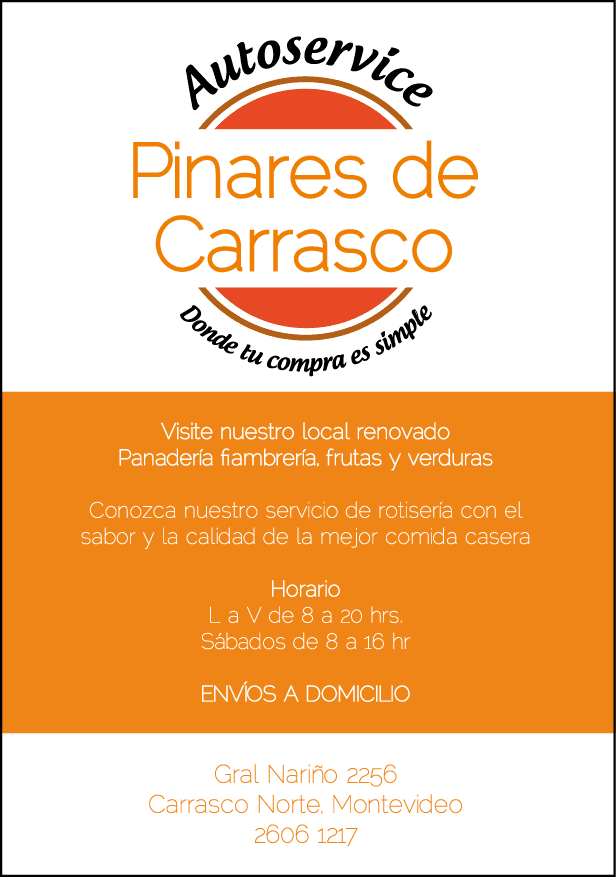 Autoservice
Pinares de
Carrasco
Donde tu compra es simple
Visite nuestro local renovado
Panadería fiambrería, frutas y verduras
Conozca nuestro servicio de rotisería con el
sabor y la calidad de la mejor comida casera
Horario
L a V de 8 a 20 hrs.
Sábados de 8 a 16 hr
ENVÍOS A DOMICILIO
Gral Nariño 2256
Carrasco Norte, Montevideo
2606 1217